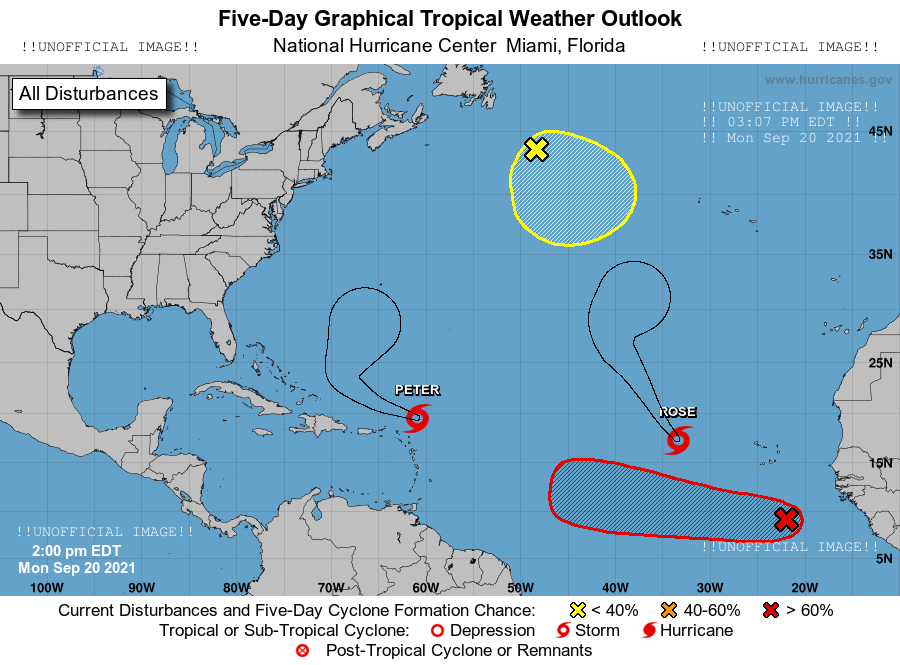 Five-Day Graphical Tropical Weather Outlook
!!UNOFFICIAL IMAGE!! National Hurricane Center Miami, Florida !!UNOFFICIAL IMAGE!!
www.hurricanes.gov
All Disturbances
!!UNOFFICIAL IMAGE!!
!! 03:07 PM EDT !!
!! Mon Sep 20 2021 !!
45N
35N
25N
PETER
ROSE
15N
!!UNOFFICIAL IMAGE!!
!!UNOFFICIAL IMAGE!!
2:00 pm EDT
5N
Mon Sep 20 2021
100W 90W 80W 70W 60W 50W 40W 30W 20W
Current Disturbances and Five-Day Cyclone Formation Chance: < 40% 40-60% > 60%
Tropical or Sub-Tropical Cyclone: Depression Storm Hurricane
Post-Tropical Cyclone or Remnants